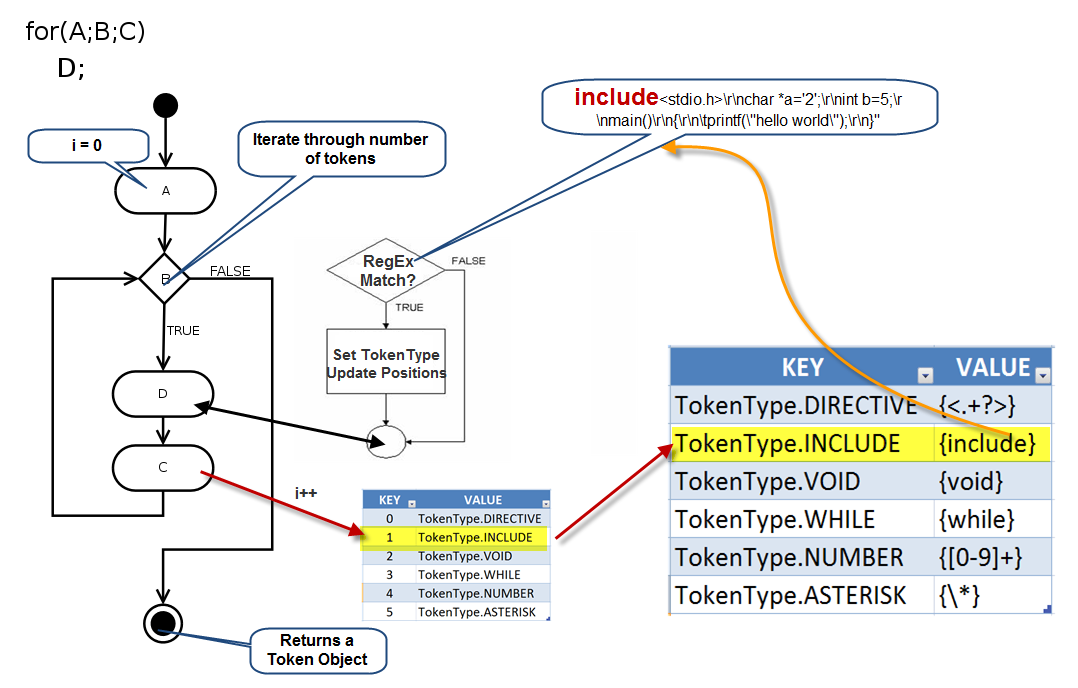 for(A;B;C)
D;
include<stdio.h>\r\nchar *a='2';\r\nint b=5;\r
\nmain()\r\n{\r\n\tprintf(\"hello world\");\r\n}"
i = 0
Iterate through number
of tokens
A
B
FALSE
TRUE
D
C
RegEx
Match?
FALSE
TRUE
Set TokenType
Update Positions
i++
KEY VALUE
0 TokenType.DIRECTIVE
1 TokenType.INCLUDE
2 TokenType.VOID
3 TokenType.WHILE
4 TokenType.NUMBER
5 TokenType.ASTERISK
KEY VALUE
TokenType.DIRECTIVE {<.+?>}
TokenType.INCLUDE {include}
TokenType.VOID {void}
TokenType.WHILE {while}
TokenType.NUMBER {[0-9]+}
TokenType.ASTERISK {\*}
Returns a
Token Object